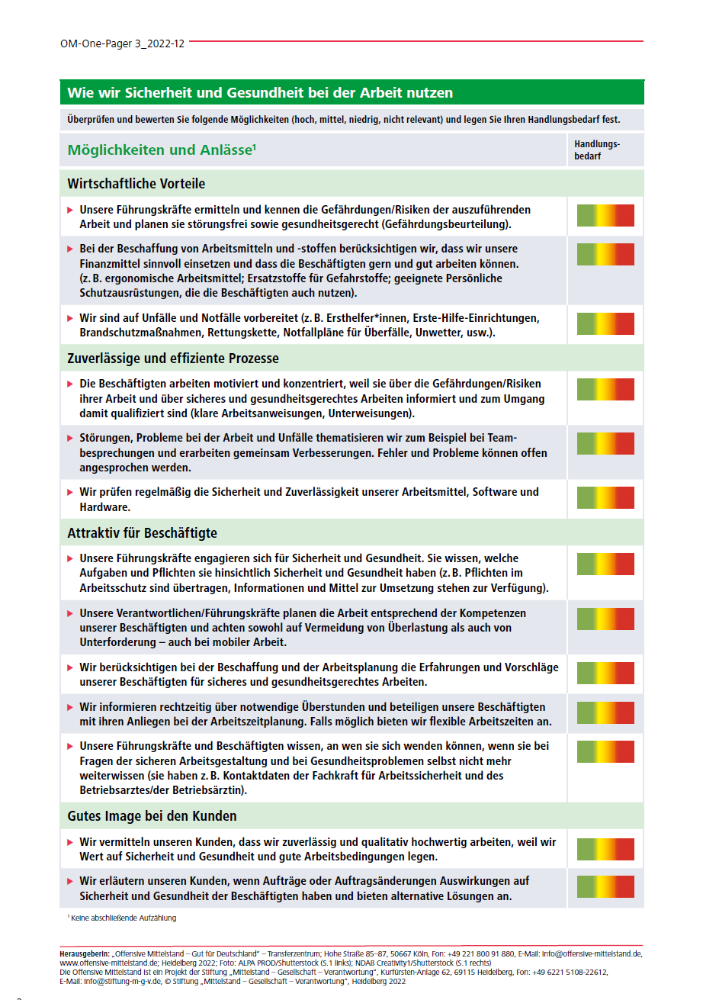 OM-One-Pager 3_2022-12
Wie wir Sicherheit und Gesundheit bei der Arbeit nutzen
Überprüfen und bewerten Sie folgende Möglichkeiten (hoch, mittel, niedrig, nicht relevant) und legen Sie Ihren Handlungsbedarf fest.
Möglichkeiten und Anlässe¹
Handlungs-
bedarf
Wirtschaftliche Vorteile
Unsere Führungskräfte ermitteln und kennen die Gefährdungen/Risiken der auszuführenden
Arbeit und planen sie störungsfrei sowie gesundheitsgerecht (Gefährdungsbeurteilung).
Bei der Beschaffung von Arbeitsmitteln und -stoffen berücksichtigen wir, dass wir unsere
Finanzmittel sinnvoll einsetzen und dass die Beschäftigten gern und gut arbeiten können.
(z. B. ergonomische Arbeitsmittel; Ersatzstoffe für Gefahrstoffe; geeignete Persönliche
Schutzausrüstungen, die die Beschäftigten auch nutzen).
Wir sind auf Unfälle und Notfälle vorbereitet (z. B. Ersthelfer*innen, Erste-Hilfe-Einrichtungen,
Brandschutzmaßnahmen, Rettungskette, Notfallpläne für Überfälle, Unwetter, usw.).
Zuverlässige und effiziente Prozesse
Die Beschäftigten arbeiten motiviert und konzentriert, weil sie über die Gefährdungen/Risiken
ihrer Arbeit und über sicheres und gesundheitsgerechtes Arbeiten informiert und zum Umgang
damit qualifiziert sind (klare Arbeitsanweisungen, Unterweisungen).
Störungen, Probleme bei der Arbeit und Unfälle thematisieren wir zum Beispiel bei Team-
besprechungen und erarbeiten gemeinsam Verbesserungen. Fehler und Probleme können offen
angesprochen werden.
Wir prüfen regelmäßig die Sicherheit und Zuverlässigkeit unserer Arbeitsmittel, Software und
Hardware.
Attraktiv für Beschäftigte
Unsere Führungskräfte engagieren sich für Sicherheit und Gesundheit. Sie wissen, welche
Aufgaben und Pflichten sie hinsichtlich Sicherheit und Gesundheit haben (z. B. Pflichten im
Arbeitsschutz sind übertragen, Informationen und Mittel zur Umsetzung stehen zur Verfügung).
Unsere Verantwortlichen/Führungskräfte planen die Arbeit entsprechend der Kompetenzen
unserer Beschäftigten und achten sowohl auf Vermeidung von Überlastung als auch von
Unterforderung – auch bei mobiler Arbeit.
Wir berücksichtigen bei der Beschaffung und der Arbeitsplanung die Erfahrungen und Vorschläge
unserer Beschäftigten für sicheres und gesundheitsgerechtes Arbeiten.
Wir informieren rechtzeitig über notwendige Überstunden und beteiligen unsere Beschäftigten
mit ihren Anliegen bei der Arbeitszeitplanung. Falls möglich bieten wir flexible Arbeitszeiten an.
Unsere Führungskräfte und Beschäftigten wissen, an wen sie sich wenden können, wenn sie bei
Fragen der sicheren Arbeitsgestaltung und bei Gesundheitsproblemen selbst nicht mehr
weiterwissen (sie haben z. B. Kontaktdaten der Fachkraft für Arbeitssicherheit und des
Betriebsarztes/der Betriebsärztin).
Gutes Image bei den Kunden
Wir vermitteln unseren Kunden, dass wir zuverlässig und qualitativ hochwertig arbeiten, weil wir
Wert auf Sicherheit und Gesundheit und gute Arbeitsbedingungen legen.
Wir erläutern unseren Kunden, wenn Aufträge oder Auftragsänderungen Auswirkungen auf
Sicherheit und Gesundheit der Beschäftigten haben und bieten alternative Lösungen an.
¹ Keine abschließende Aufzählung
Herausgeberin: „Offensive Mittelstand – Gut für Deutschland“ – Transferzentrum; Hohe Straße 85–87, 50667 Köln, Fon: +49 221 800 91 880, E-Mail: info@offensive-mittelstand.de,
www.offensive-mittelstand.de; Heidelberg 2022; Foto: ALPA PROD/Shutterstock (S.1 links); NDAB Creativity1/Shutterstock (S.1 rechts)
Die Offensive Mittelstand ist ein Projekt der Stiftung „Mittelstand – Gesellschaft – Verantwortung“, Kurfürsten-Anlage 62, 69115 Heidelberg, Fon: +49 6221 5108-22612,
E-Mail: info@stiftung-m-g-v.de, © Stiftung „Mittelstand – Gesellschaft – Verantwortung“, Heidelberg 2022